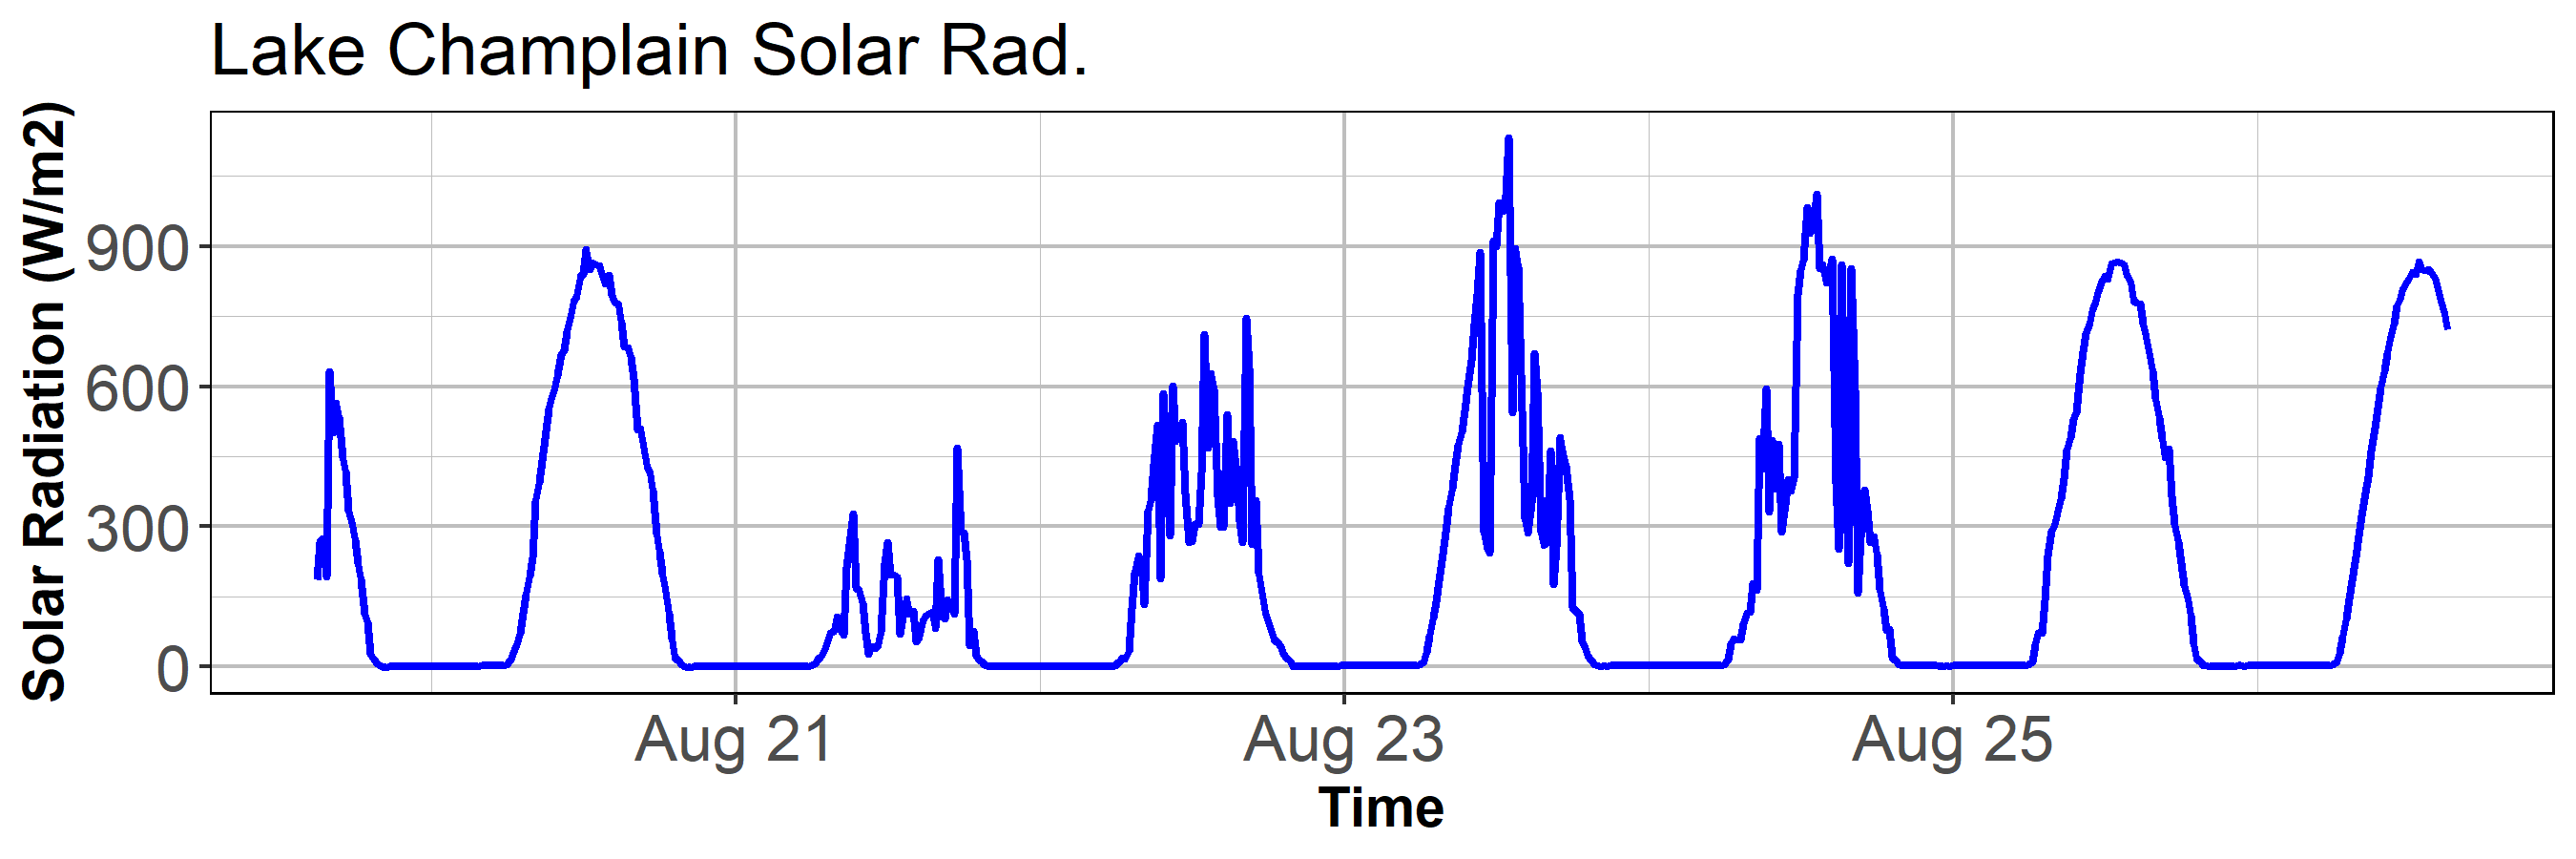 Lake Champlain Solar Rad.
Solar Radiation (W/m2)
900
600
300
0
Aug 21 Aug 23 Aug 25
Time